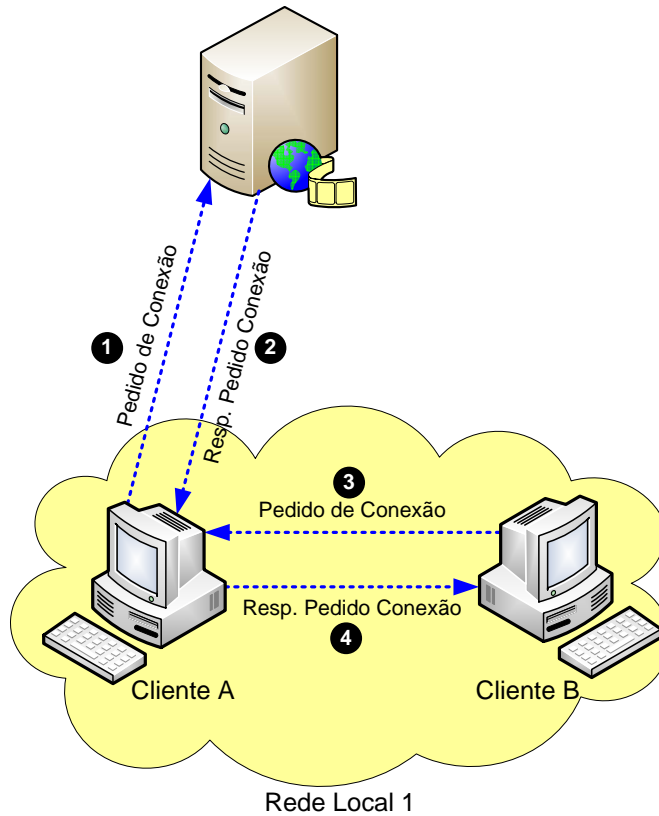 1
Pedido de Conexão
2
Resp. Pedido Conexão
3
Pedido de Conexão
Resp. Pedido Conexão
4
Cliente A
Cliente B
Rede Local 1